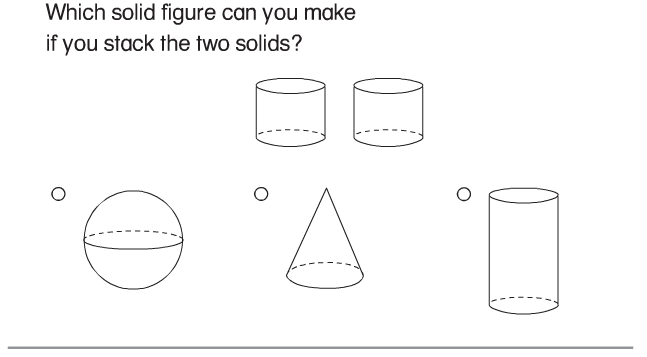 Which solid figure can you make
if you stack the two solids?